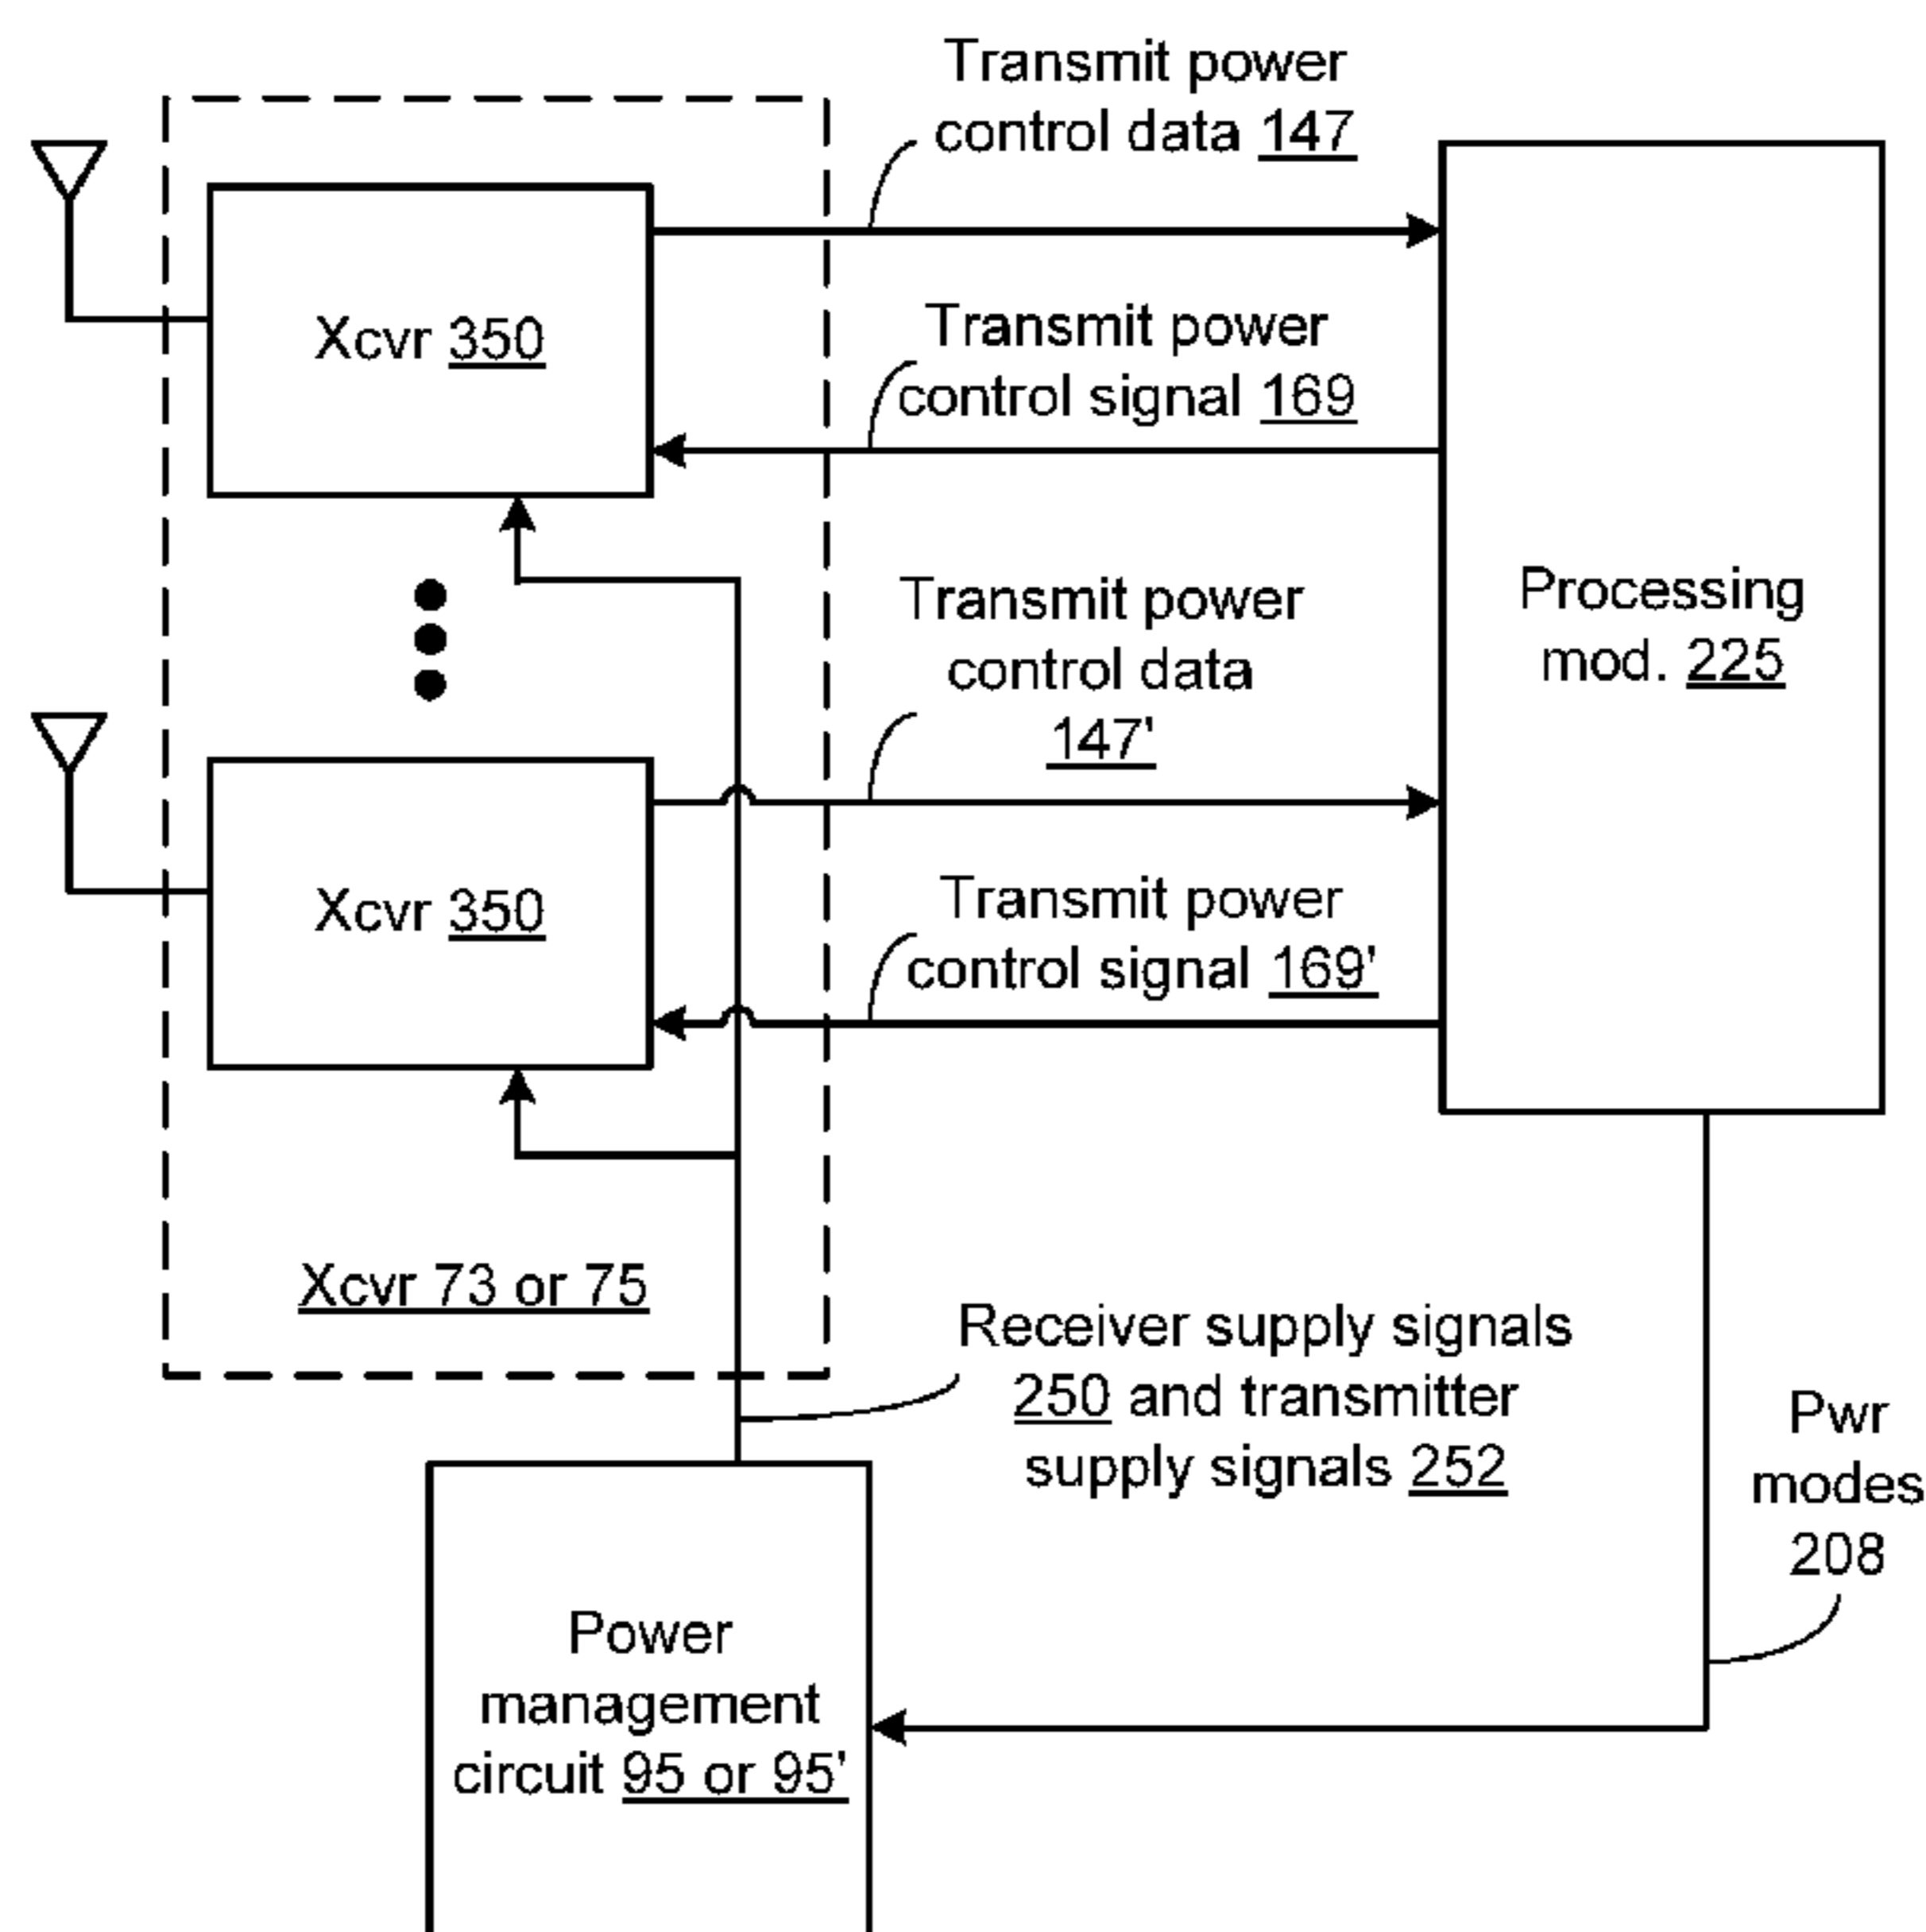 Transmit power
control data 147
Xcvr 350
Transmit power
control signal 169
Processing
mod. 225
Transmit power
control data
147'
Xcvr 350
Transmit power
control signal 169'
Xcvr 73 or 75
Receiver supply signals
250 and transmitter
supply signals 252
Pwr
modes
208
Power
management
circuit 95 or 95'